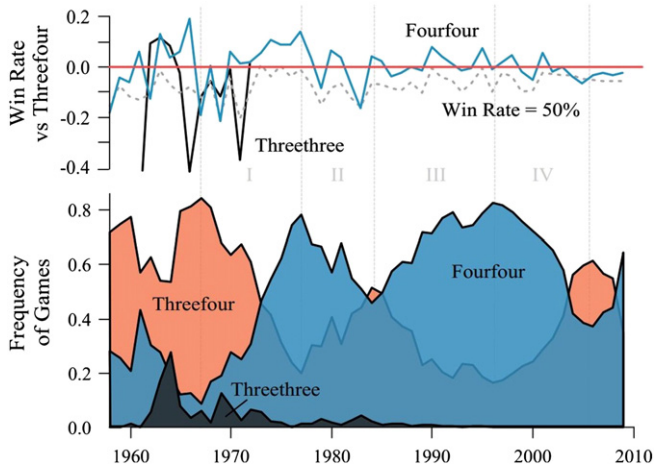 Win Rate
vs Threefour
0.2
0.0
-0.2
-0.4
Fourfour
Win Rate = 50%
Threethree
I
II
III
IV
Frequency
of Games
0.8
0.6
0.4
0.2
0.0
Threefour
Fourfour
Threethree
1960
1970
1980
1990
2000
2010